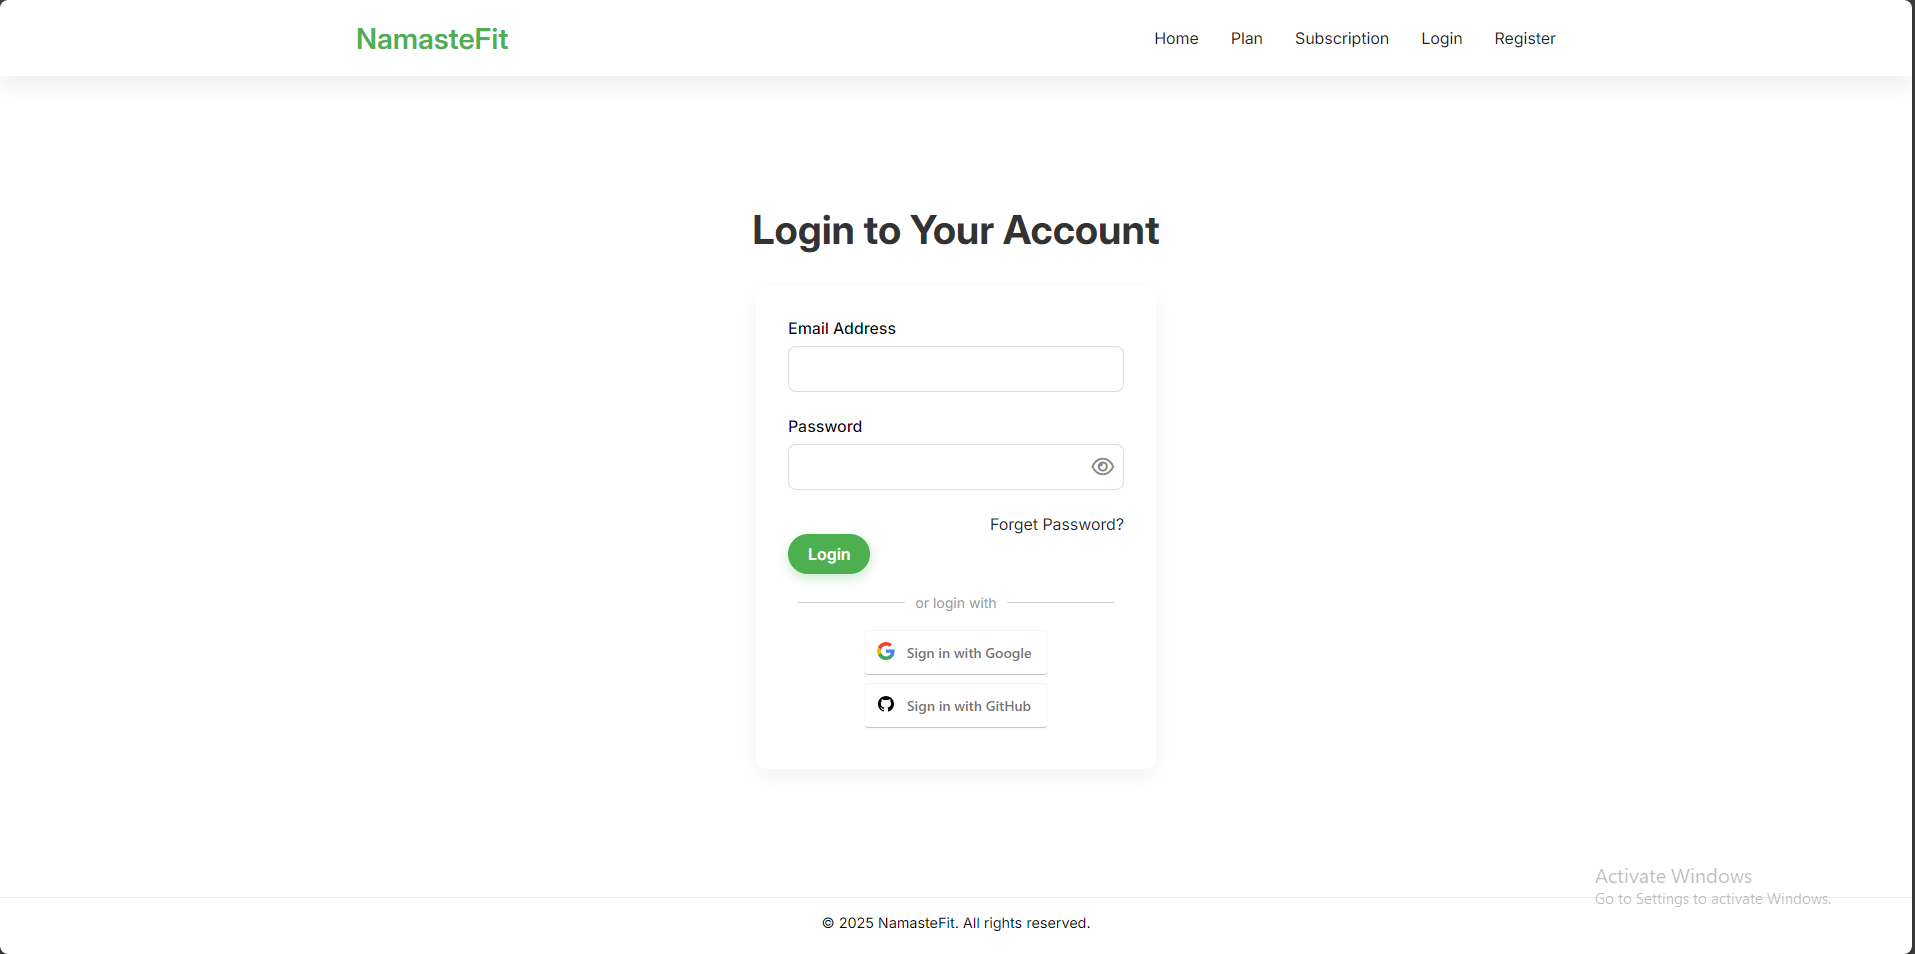 NamasteFit
Home Plan Subscription Login Register
Login to Your Account
Email Address
Password
Forget Password?
Login
or login with
Sign in with Google
Sign in with GitHub
Activate Windows
Go to Settings to activate Windows.
© 2025 NamasteFit. All rights reserved.